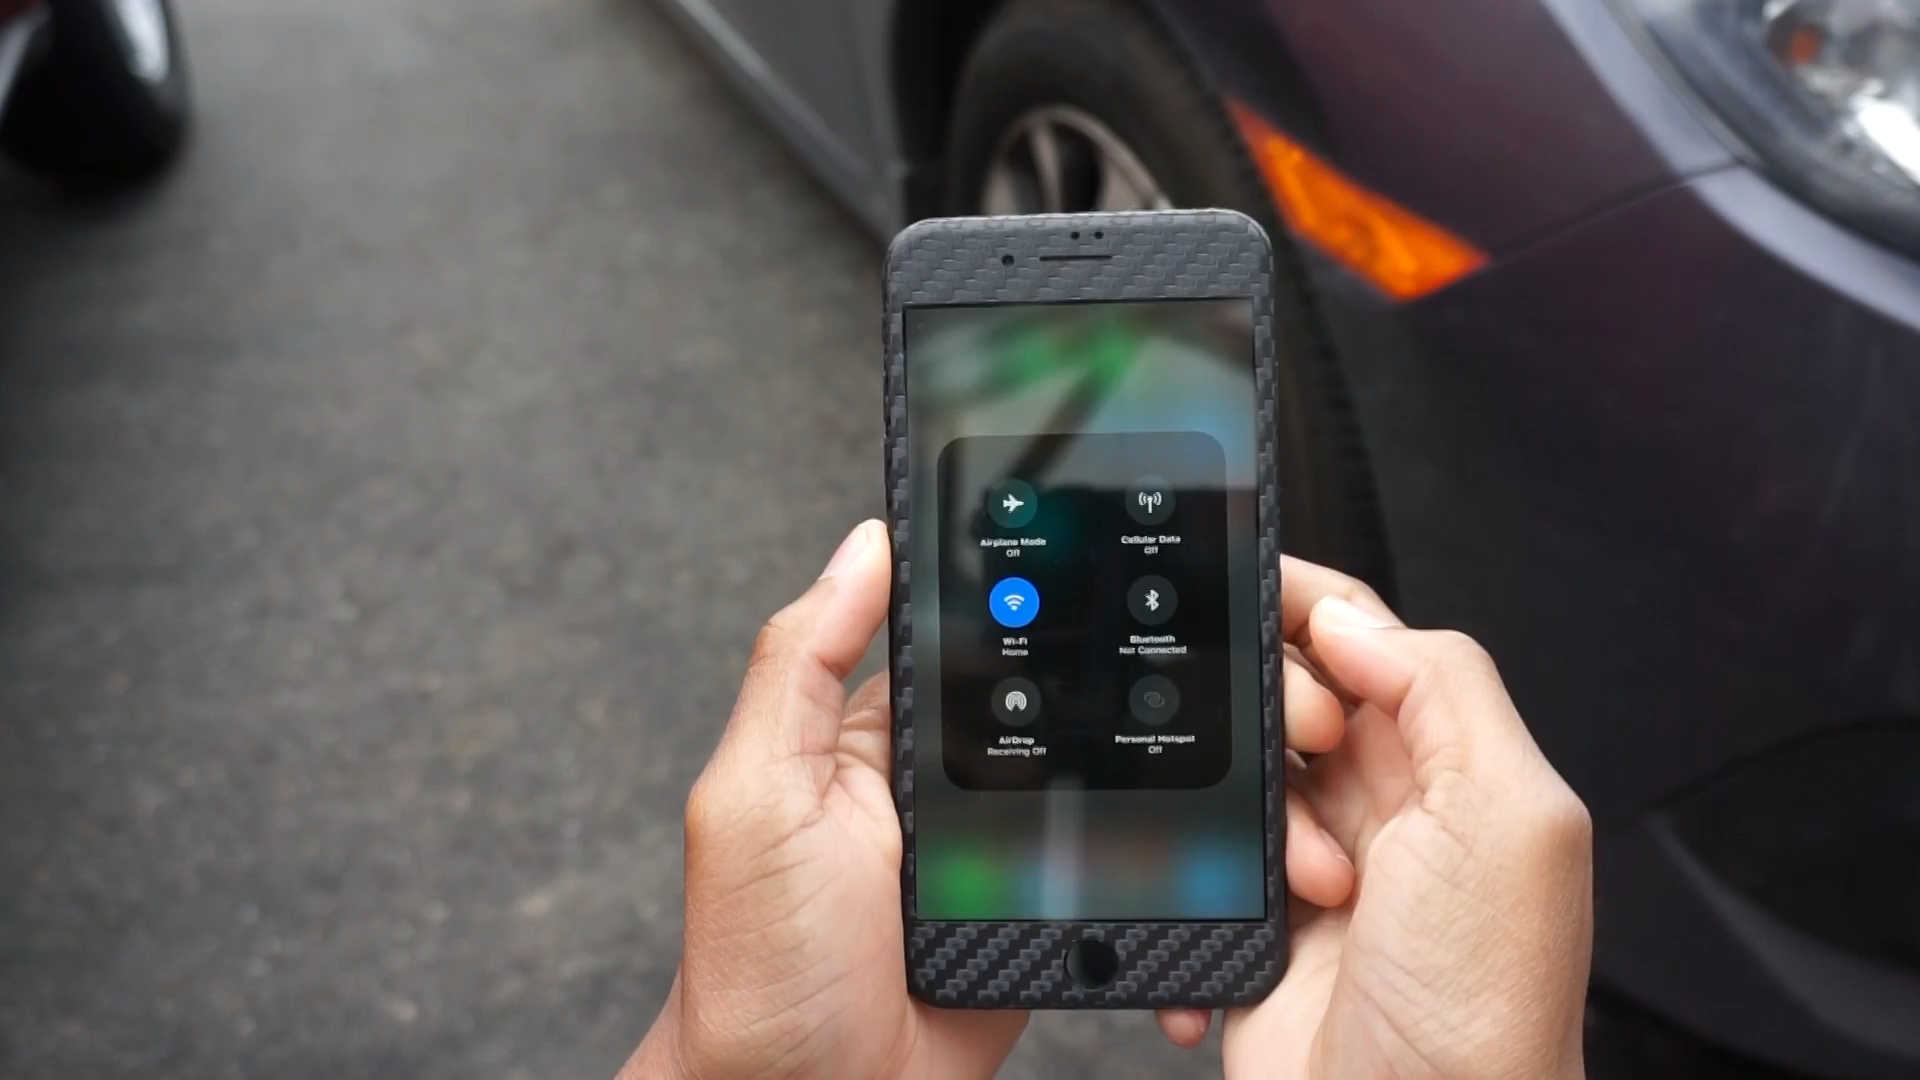 Airplane Mode
Off
Cellular Data
Off
Wi-Fi
Home
Bluetooth
Not Connected
AirDrop
Receiving Off
Personal Hotspot
Off